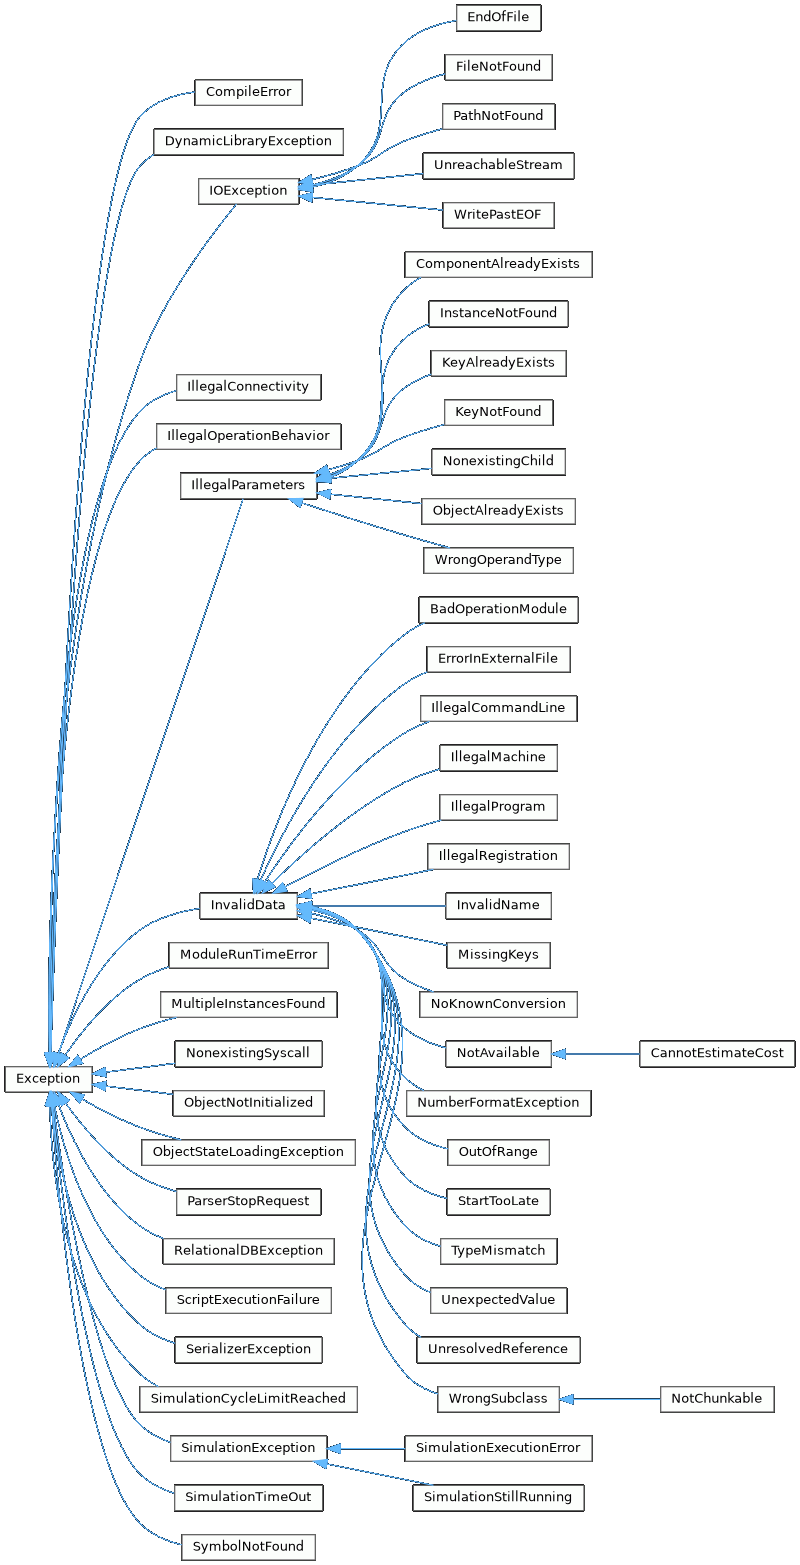 EndOfFile
FileNotFound
CompileError
PathNotFound
DynamicLibraryException
UnreachableStream
IOException
WritePastEOF
ComponentAlreadyExists
InstanceNotFound
KeyAlreadyExists
IllegalConnectivity
KeyNotFound
IllegalOperationBehavior
NonexistingChild
IllegalParameters
ObjectAlreadyExists
WrongOperandType
BadOperationModule
ErrorInExternalFile
IllegalCommandLine
IllegalMachine
IllegalProgram
IllegalRegistration
InvalidData
InvalidName
ModuleRunTimeError
MissingKeys
MultipleInstancesFound
NoKnownConversion
NonexistingSyscall
NotAvailable
CannotEstimateCost
Exception
ObjectNotInitialized
NumberFormatException
ObjectStateLoadingException
OutOfRange
ParserStopRequest
StartTooLate
RelationalDBException
TypeMismatch
ScriptExecutionFailure
UnexpectedValue
SerializerException
UnresolvedReference
SimulationCycleLimitReached
WrongSubclass
NotChunkable
SimulationException
SimulationExecutionError
SimulationTimeOut
SimulationStillRunning
SymbolNotFound